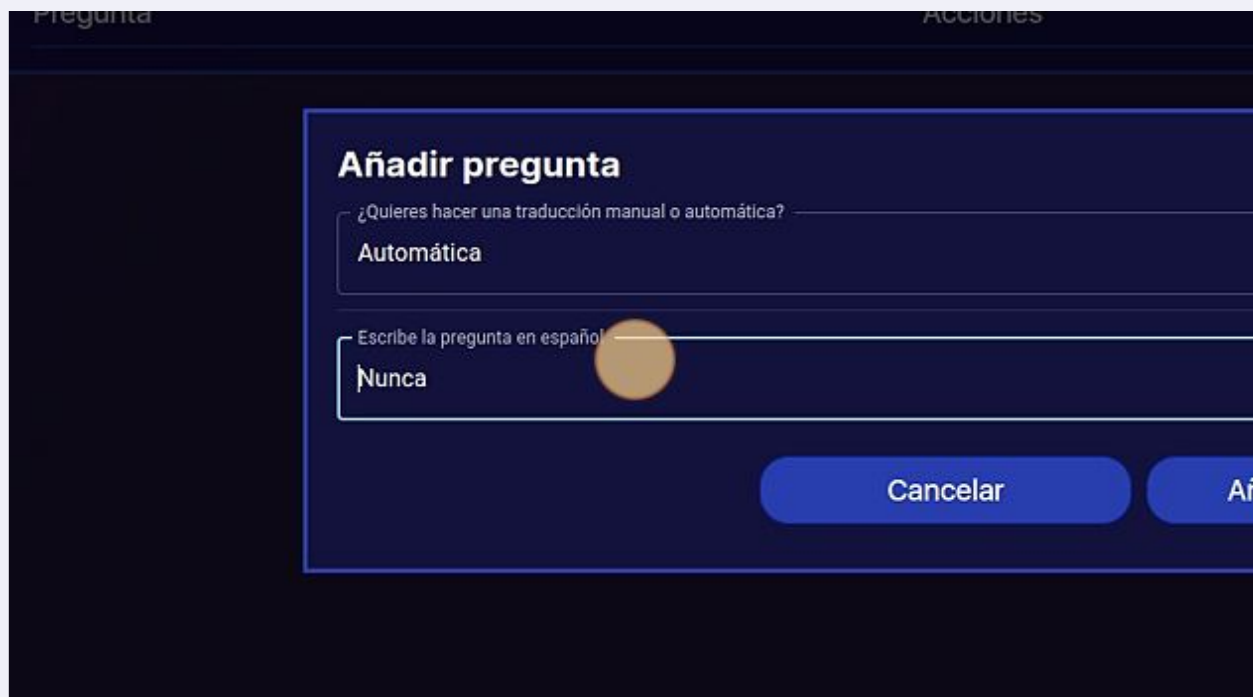 Pregunta Acciones
Añadir pregunta
¿Quieres hacer una traducción manual o automática?
Automática
Escribe la pregunta en español
Nunca
Cancelar